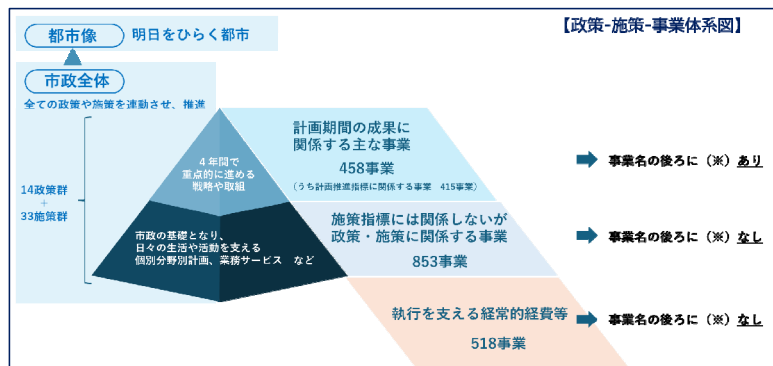 【政策-施策-事業体系図】
都市像 明日をひらく都市
市政全体
全ての政策や施策を連動させ、推進
14政策群
+
33施策群
4年間で
重点的に進める
戦略や取組
市政の基礎となり、
日々の生活や活動を支える
個別分野別計画、業務サービス など
計画期間の成果に
関係する主な事業
458事業
（うち計画推進指標に関係する事業 415事業）
事業名の後ろに（※）あり
施策指標には関係しないが
政策・施策に関係する事業
853事業
事業名の後ろに（※）なし
執行を支える経常的経費等
518事業
事業名の後ろに（※）なし